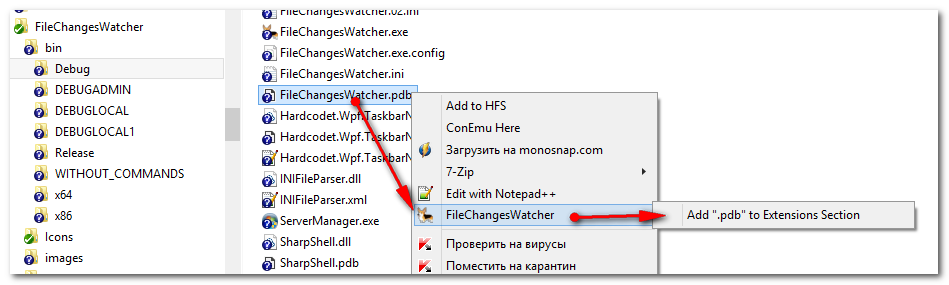 FileChangesWatcher
bin
Debug
DEBUGADMIN
DEBUGLOCAL
DEBUGLOCAL1
Release
WITHOUT_COMMANDS
x64
x86
Icons
images
FileChangesWatcher.02.ini
FileChangesWatcher.exe
FileChangesWatcher.exe.config
FileChangesWatcher.ini
FileChangesWatcher.pdb
Hardcodet.Wpf.TaskbarN
Hardcodet.Wpf.TaskbarN
Hardcodet.Wpf.TaskbarN
INIFileParser.dll
INIFileParser.xml
ServerManager.exe
SharpShell.dll
SharpShell.pdb
Add to HFS
ConEmu Here
Загрузить на monosnap.com
7-Zip
Edit with Notepad++
FileChangesWatcher
Проверить на вирусы
Поместить на карантин
Add ".pdb" to Extensions Section